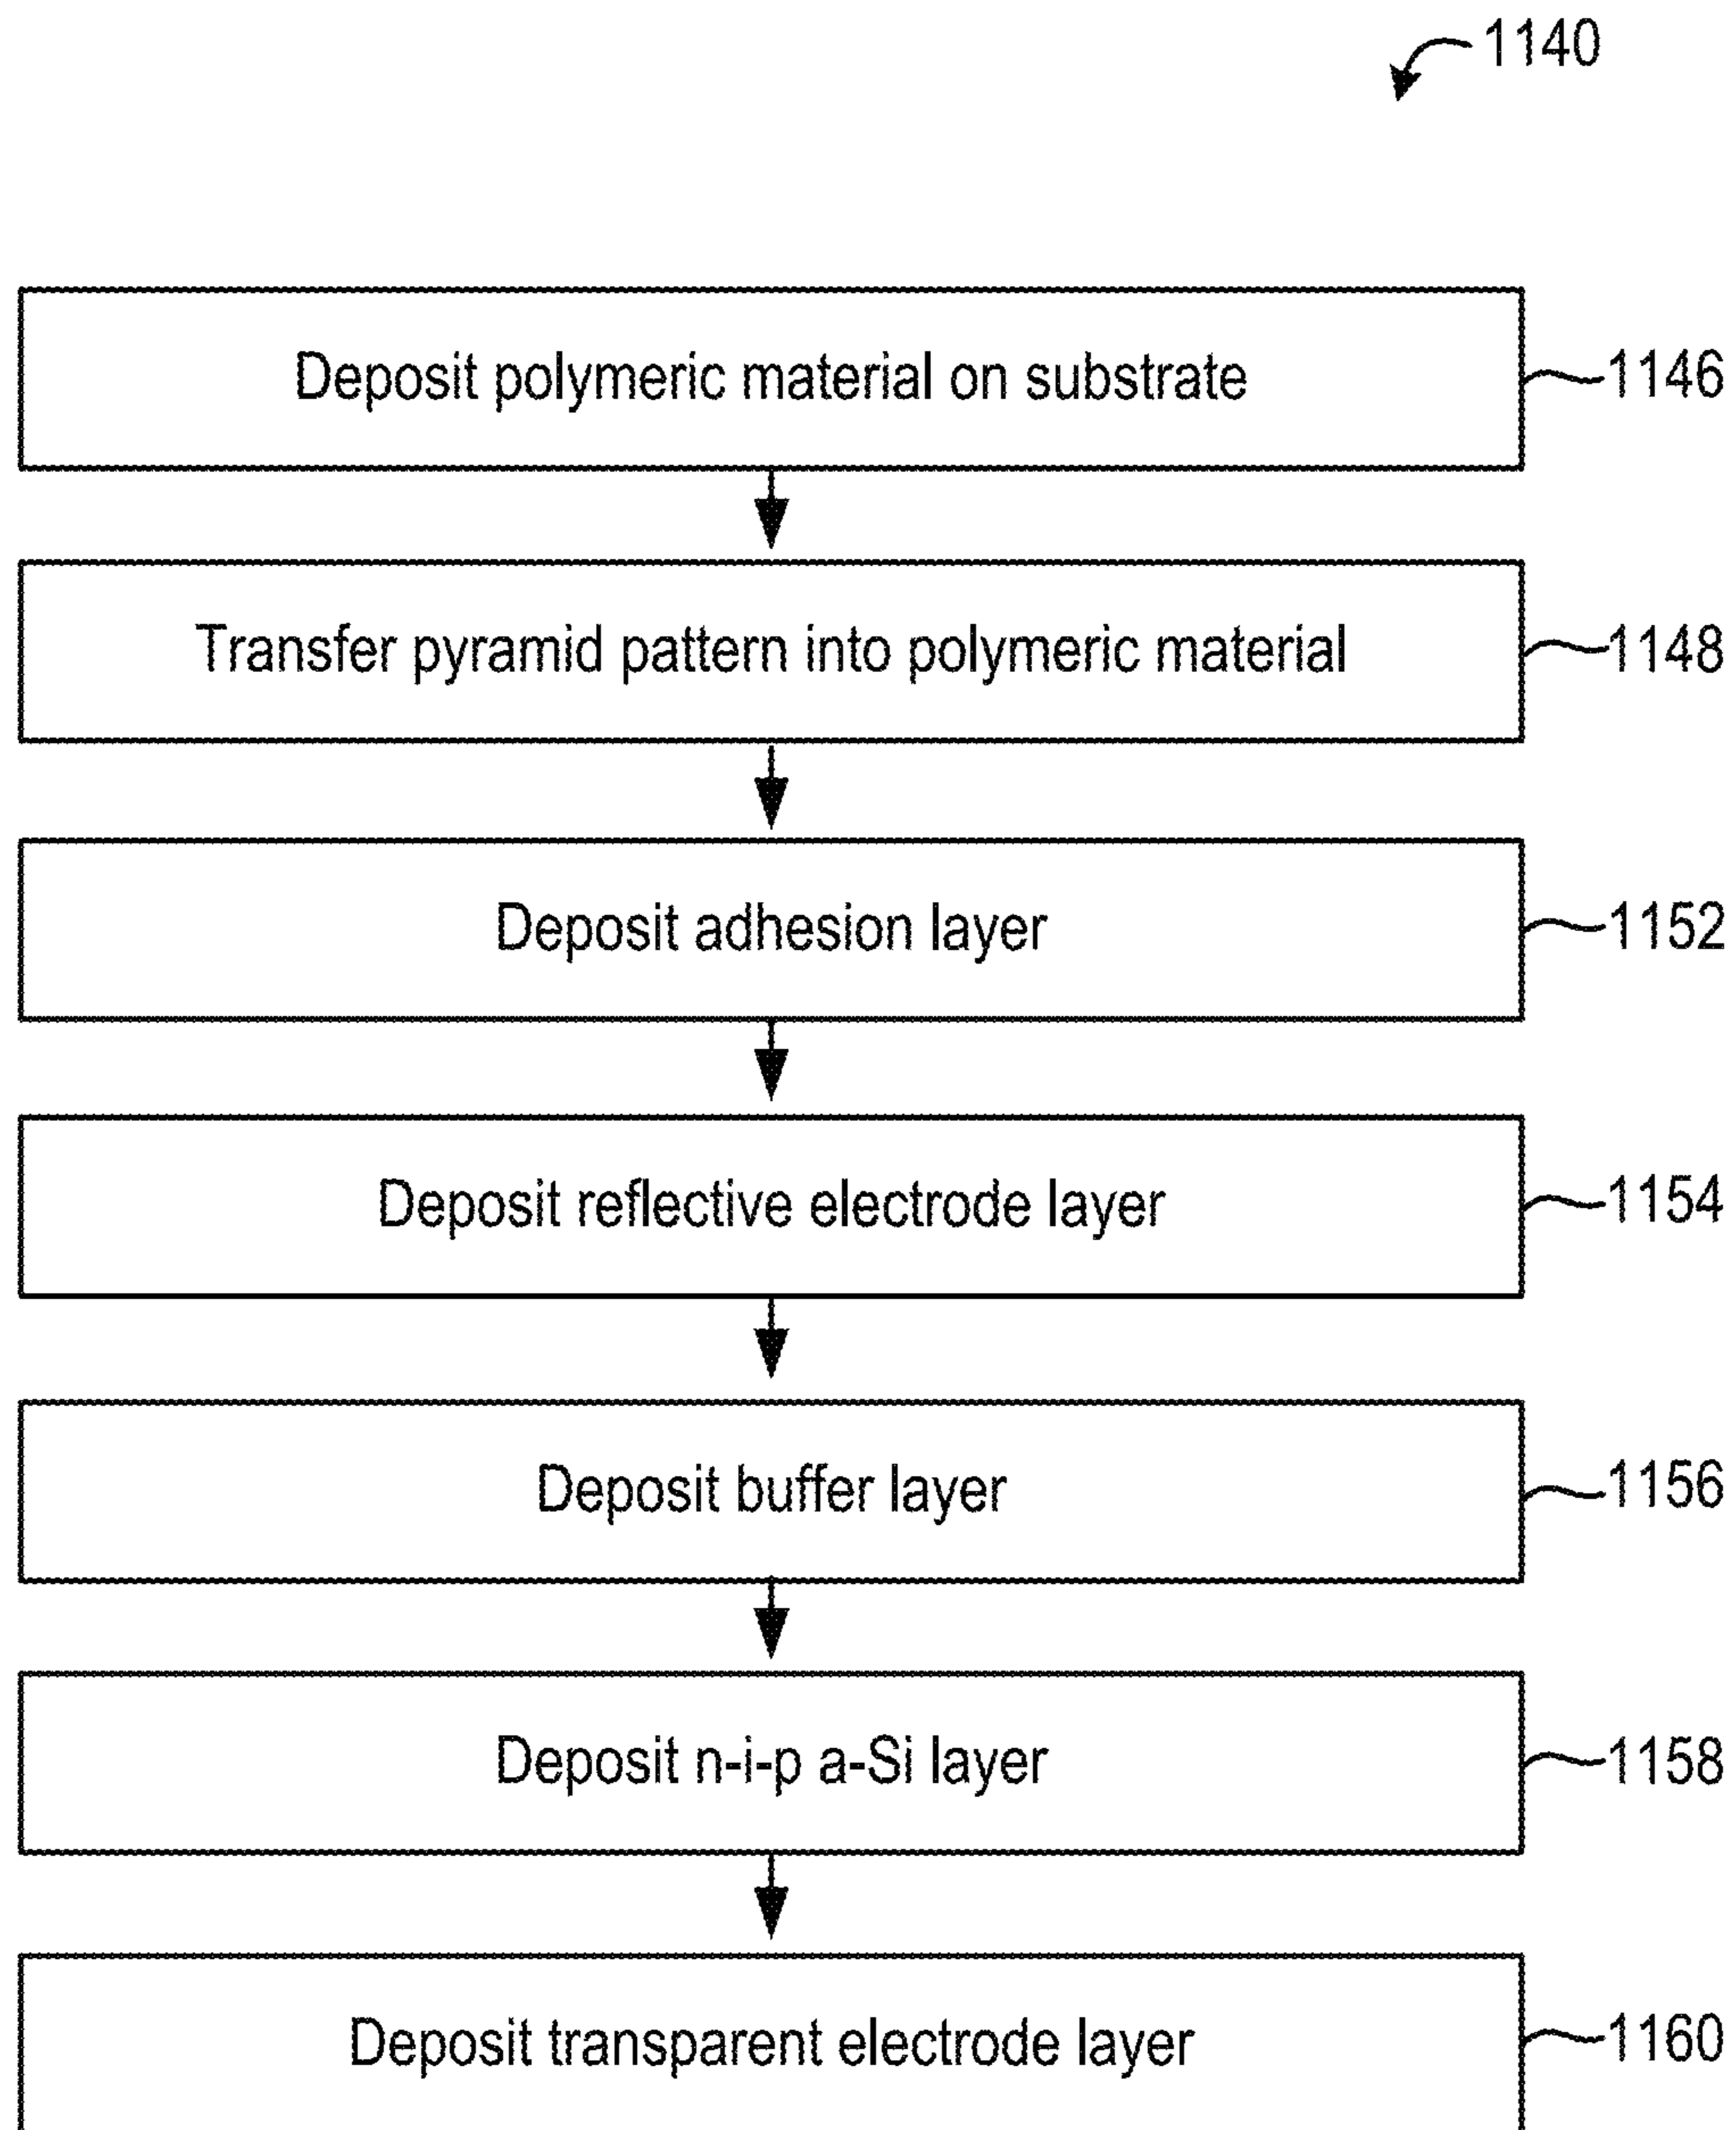 1140
Deposit polymeric material on substrate 1146
Transfer pyramid pattern into polymeric material 1148
Deposit adhesion layer 1152
Deposit reflective electrode layer 1154
Deposit buffer layer 1156
Deposit n-i-p a-Si layer 1158
Deposit transparent electrode layer 1160